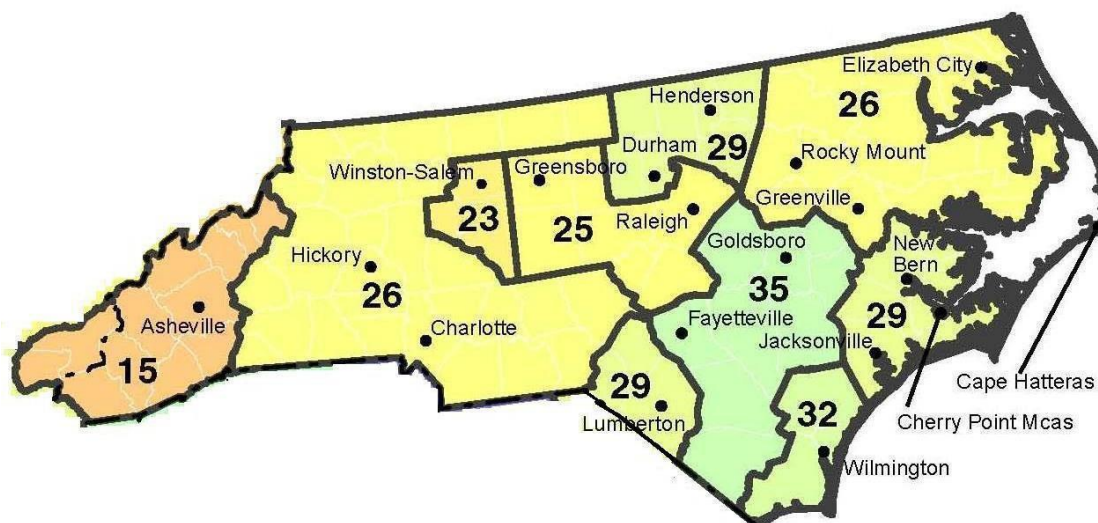 Elizabeth City
26
Henderson
Durham
29
Rocky Mount
Winston-Salem
Greensboro
23
25
Raleigh
Greenville
Goldsboro
New
Bern
Hickory
26
35
Asheville
15
Charlotte
Fayetteville
29
Jacksonville
29
Lumberton
32
Cape Hatteras
Cherry Point Mcas
Wilmington